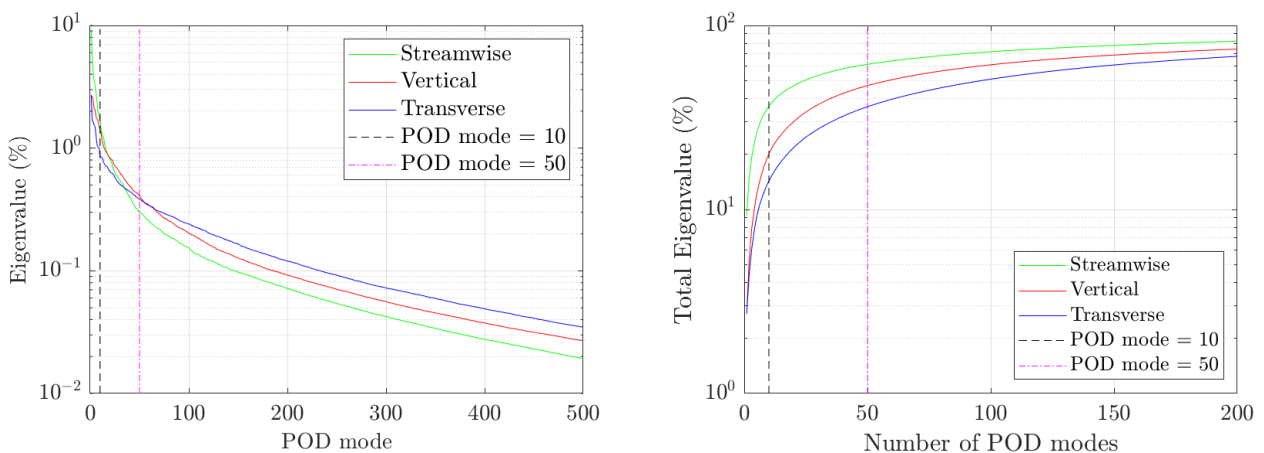 10^1
10^0
10^-1
10^-2
Eigenvalue (%)
Streamwise
Vertical
Transverse
POD mode = 10
POD mode = 50
0 100 200 300 400 500
POD mode
10^2
10^1
10^0
Total Eigenvalue (%)
Streamwise
Vertical
Transverse
POD mode = 10
POD mode = 50
0 50 100 150 200
Number of POD modes